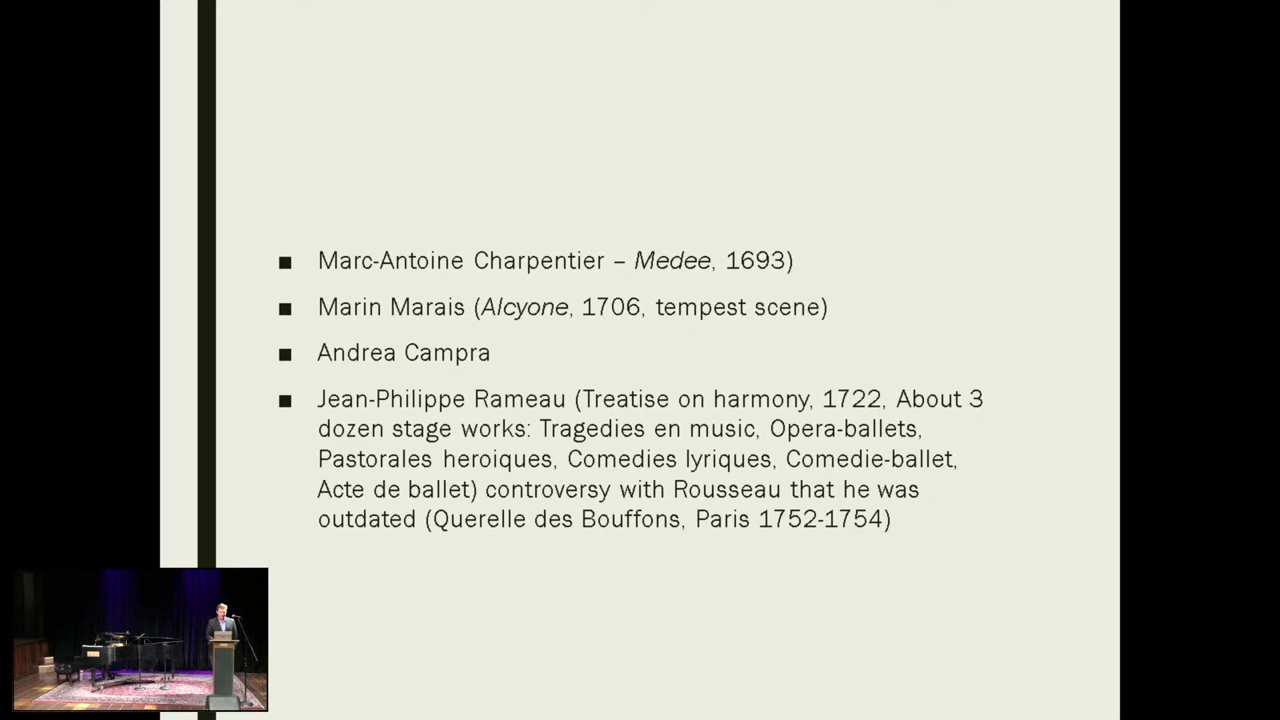 ■ Marc-Antoine Charpentier – Medee, 1693)
■ Marin Marais (Alcyone, 1706, tempest scene)
■ Andrea Campra
■ Jean-Philippe Rameau (Treatise on harmony, 1722, About 3
dozen stage works: Tragedies en music, Opera-ballets,
Pastorales heroiques, Comedies lyriques, Comedie-ballet,
Acte de ballet) controversy with Rousseau that he was
outdated (Querelle des Bouffons, Paris 1752-1754)